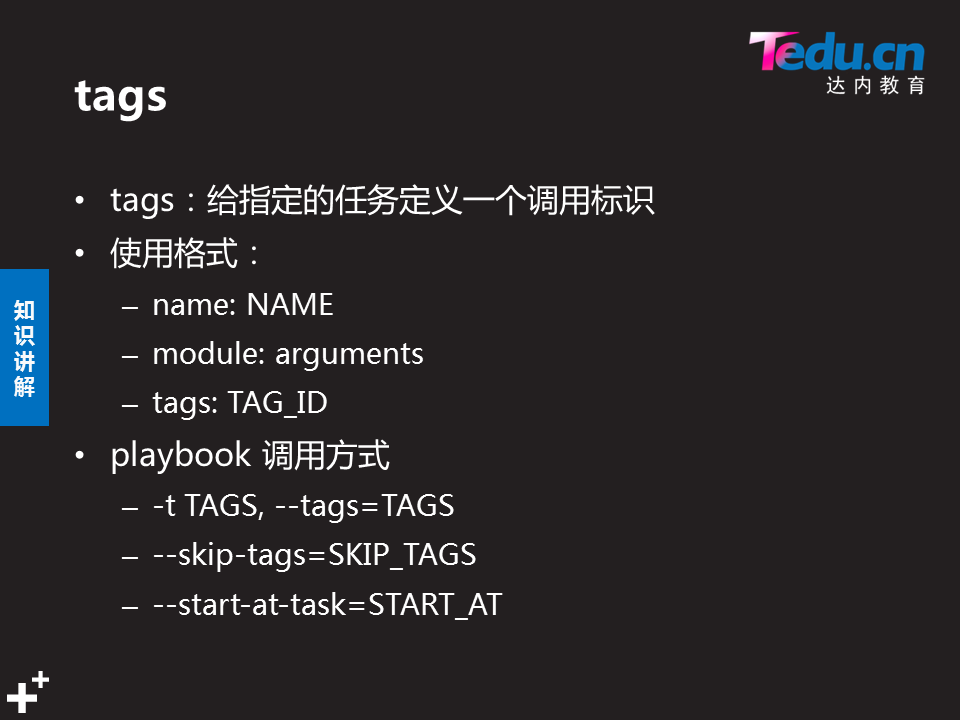 Tedu.cn
达内教育
tags
• tags：给指定的任务定义一个调用标识
• 使用格式：
– name: NAME
– module: arguments
– tags: TAG_ID
• playbook 调用方式
– -t TAGS, --tags=TAGS
– --skip-tags=SKIP_TAGS
– --start-at-task=START_AT
知识讲解